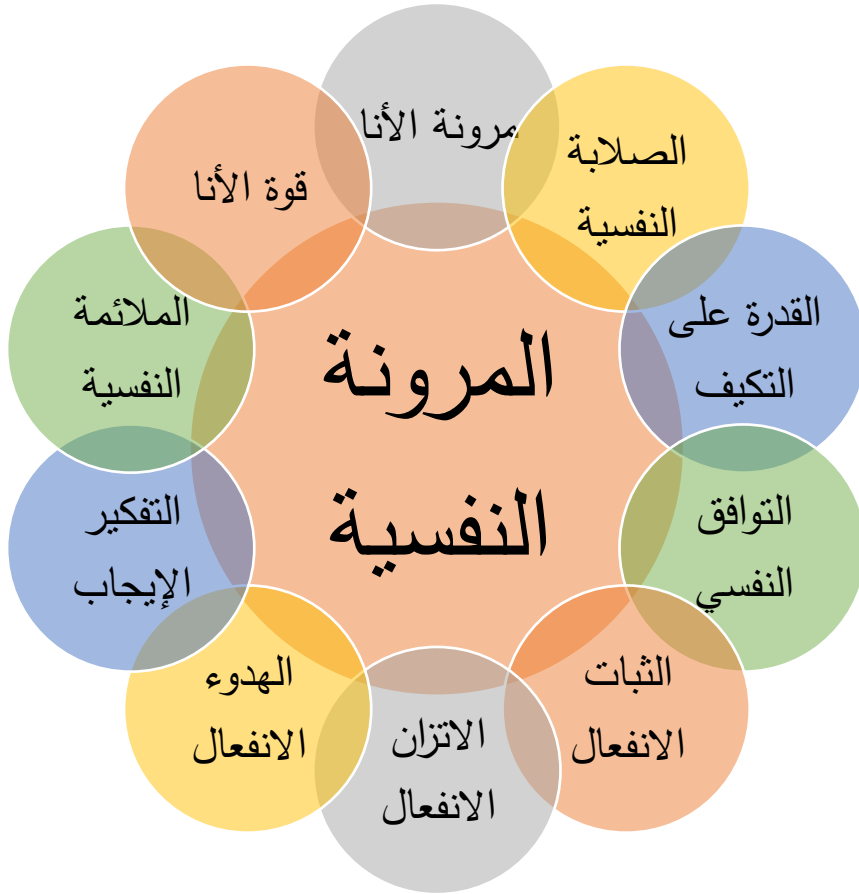 المرونة
النفسية
مرونة الأنا
الصلابة
النفسية
القدرة على
التكيف
التوافق
النفسي
الثبات
الانفعال
الاتزان
الانفعال
الهدوء
الانفعال
التفكير
الإيجاب
الملائمة
النفسية
قوة الأنا